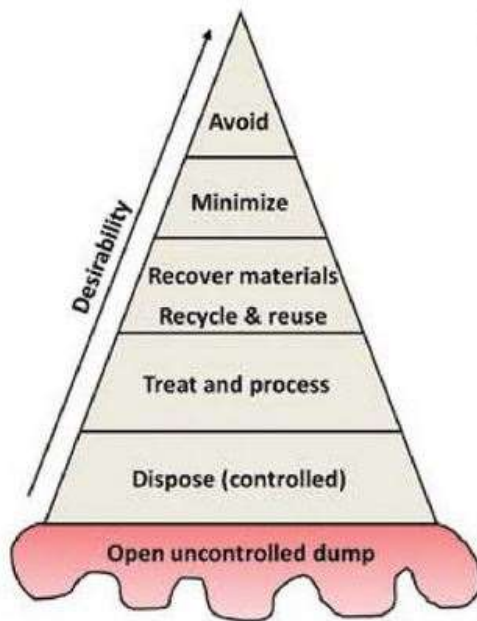 Desirability
Avoid
Minimize
Recover materials
Recycle & reuse
Treat and process
Dispose (controlled)
Open uncontrolled dump